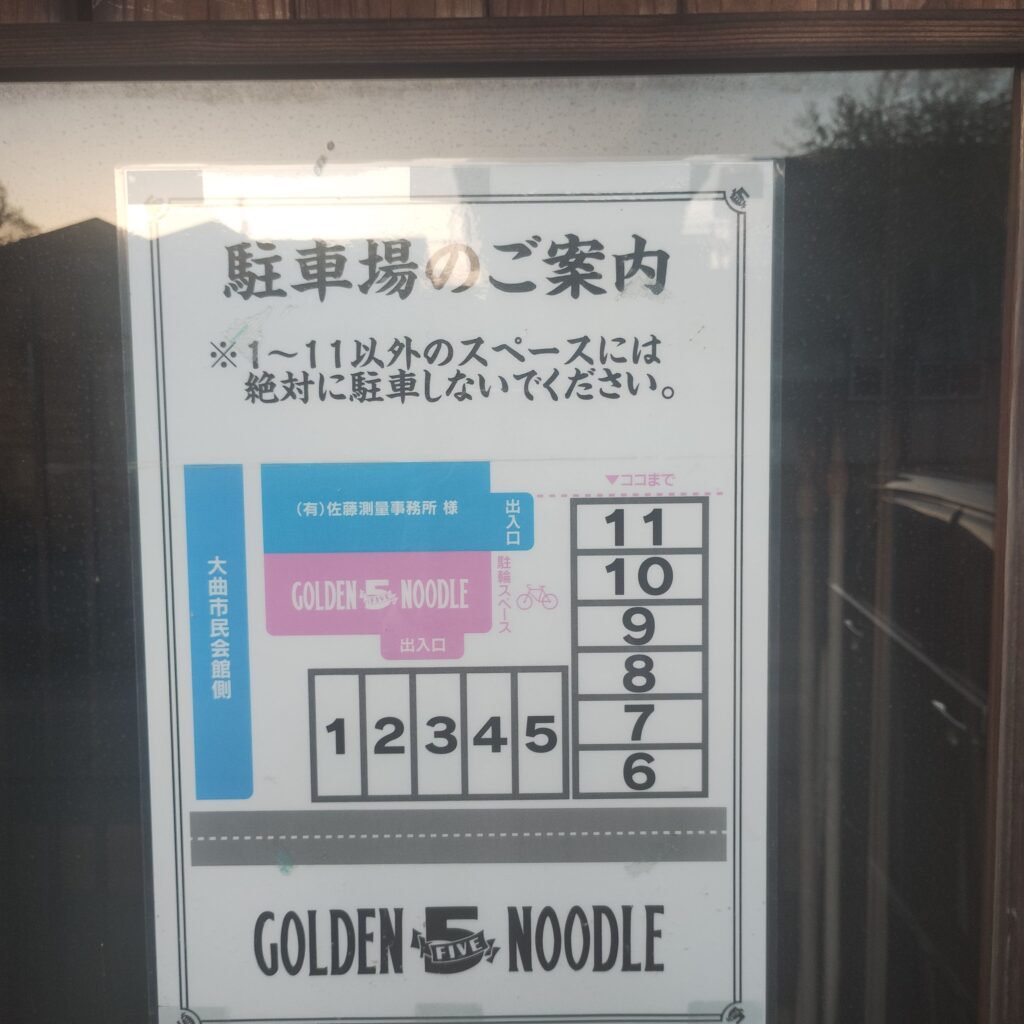 駐車場のご案内
※1〜11以外のスペースには
絶対に駐車しないでください。
▼ココまで
(有)佐藤測量事務所 様
出入口
大曲市民会館側
GOLDEN 5 FIVE NOODLE
駐輪スペース
出入口
11
10
9
8
7
6
1 2 3 4 5
GOLDEN 5 FIVE NOODLE